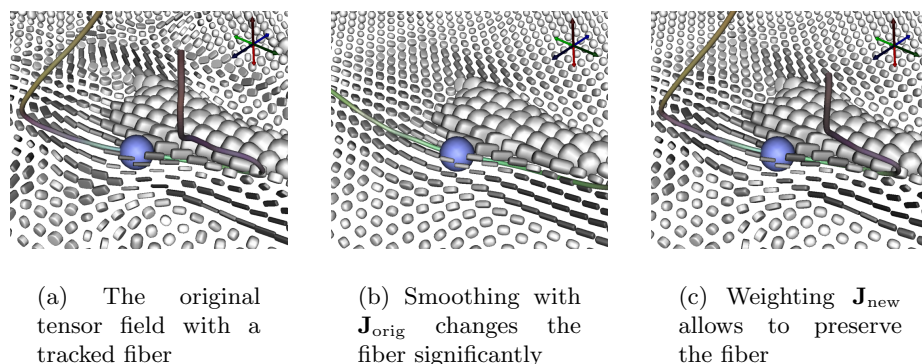 (a) The original
tensor field with a
tracked fiber
(b) Smoothing with
J_orig changes the
fiber significantly
(c) Weighting J_new
allows to preserve
the fiber